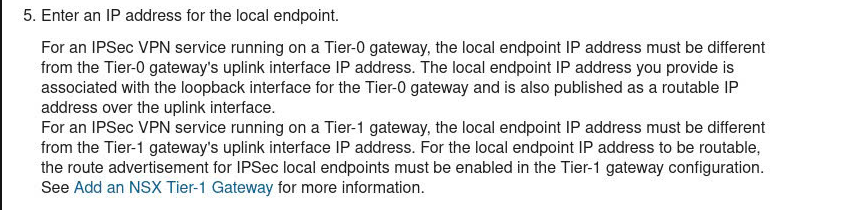 5. Enter an IP address for the local endpoint.
For an IPSec VPN service running on a Tier-0 gateway, the local endpoint IP address must be different
from the Tier-0 gateway's uplink interface IP address. The local endpoint IP address you provide is
associated with the loopback interface for the Tier-0 gateway and is also published as a routable IP
address over the uplink interface.
For an IPSec VPN service running on a Tier-1 gateway, the local endpoint IP address must be different
from the Tier-1 gateway's uplink interface IP address. For the local endpoint IP address to be routable,
the route advertisement for IPSec local endpoints must be enabled in the Tier-1 gateway configuration.
See Add an NSX Tier-1 Gateway for more information.